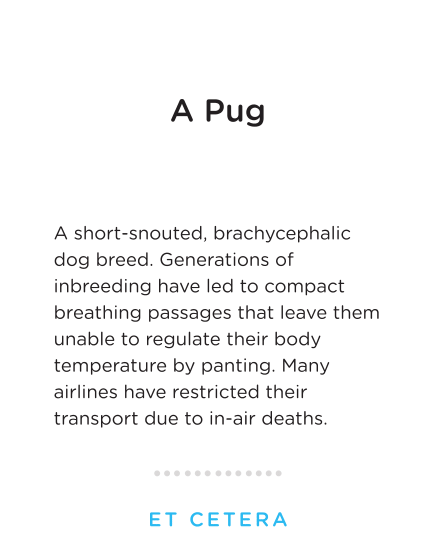 A Pug
A short-snouted, brachycephalic
dog breed. Generations of
inbreeding have led to compact
breathing passages that leave them
unable to regulate their body
temperature by panting. Many
airlines have restricted their
transport due to in-air deaths.
ET CETERA